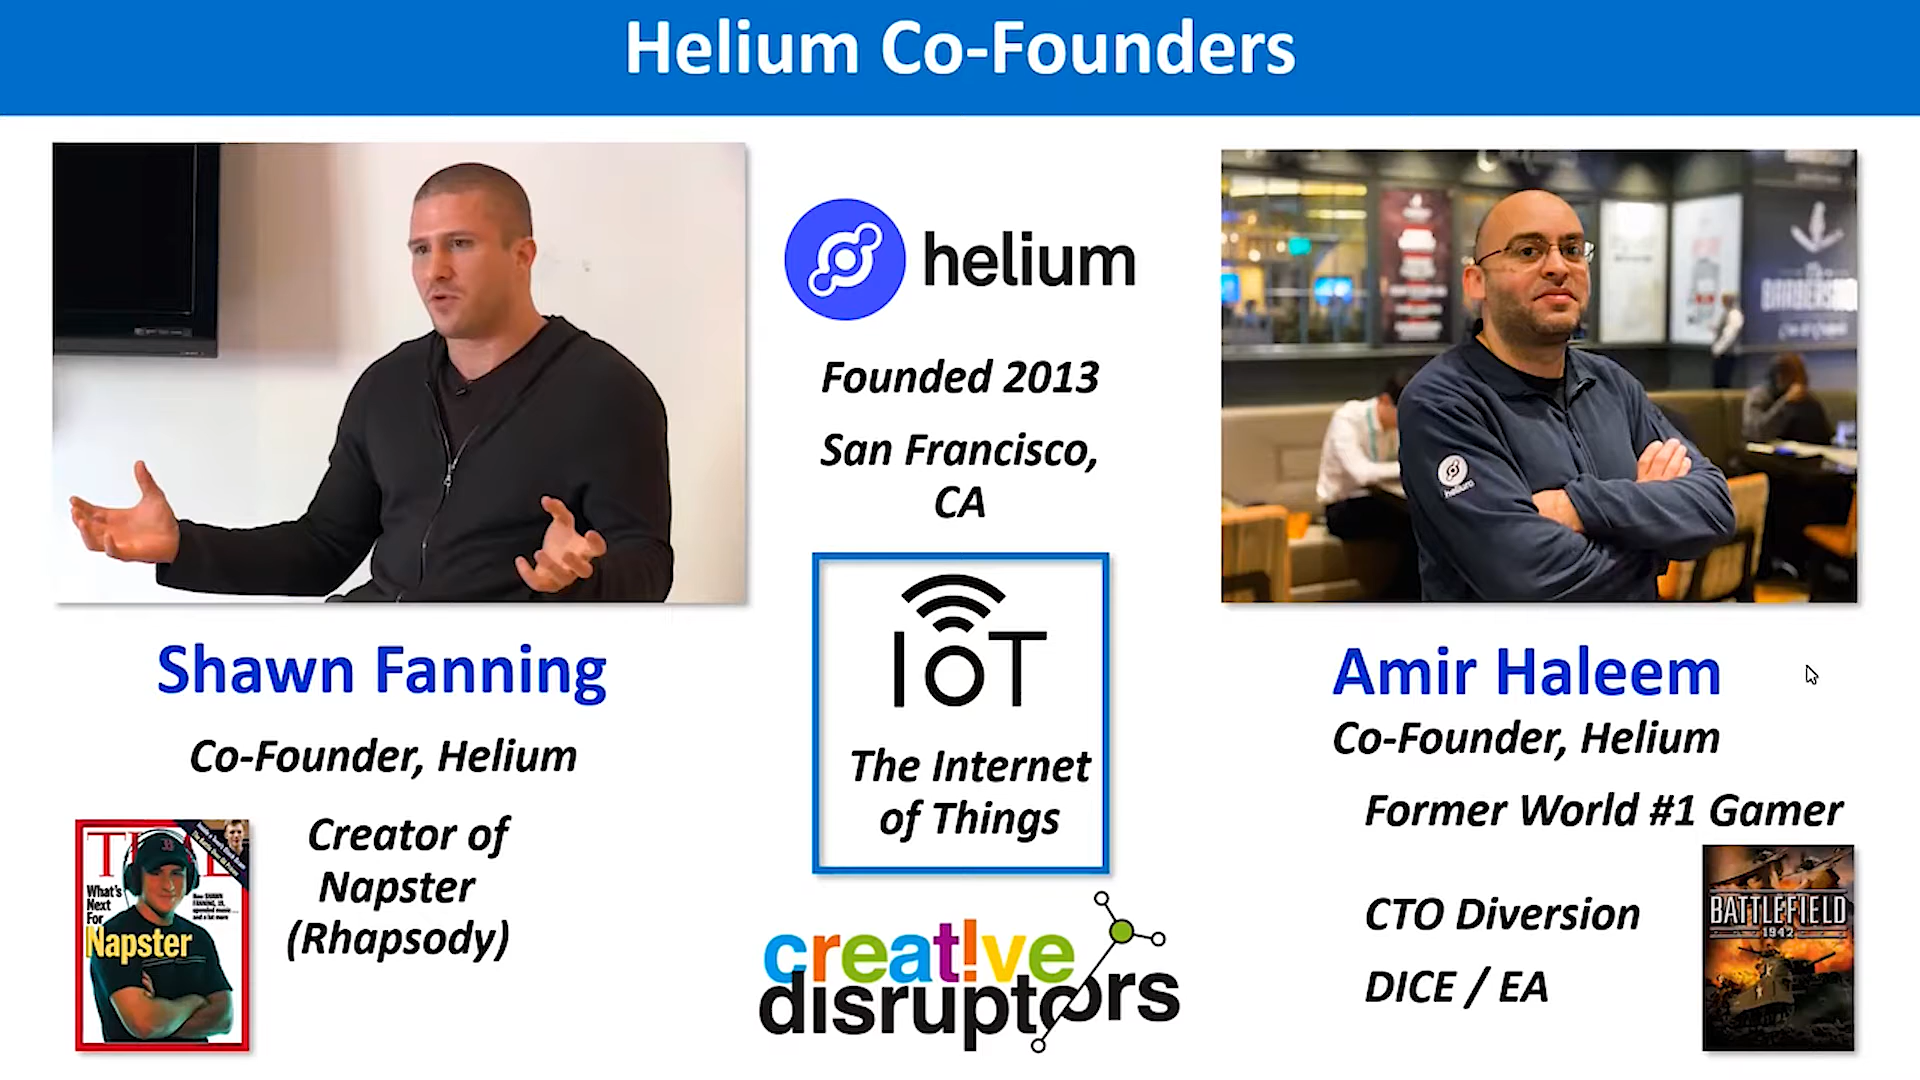 Helium Co-Founders
helium
Founded 2013
San Francisco,
CA
IoT
The Internet
of Things
creat!ve
disruptors
Shawn Fanning
Co-Founder, Helium
Creator of
Napster
(Rhapsody)
TIME
What's
Next
For
Napster
helium
Amir Haleem
Co-Founder, Helium
Former World #1 Gamer
CTO Diversion
DICE / EA
BATTLEFIELD
1942